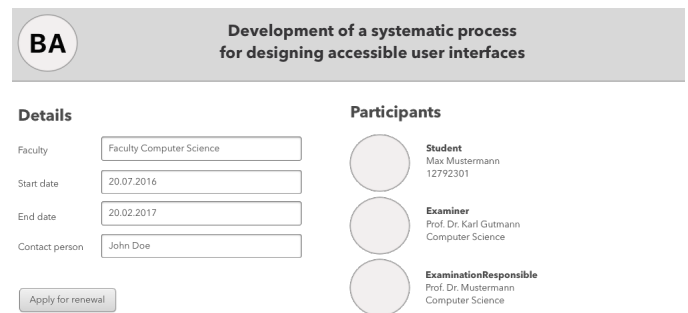 BA
Development of a systematic process
for designing accessible user interfaces
Details
Faculty
Faculty Computer Science
Start date
20.07.2016
End date
20.02.2017
Contact person
John Doe
Apply for renewal
Participants
Student
Max Mustermann
12792301
Examiner
Prof. Dr. Karl Gutmann
Computer Science
ExaminationResponsible
Prof. Dr. Mustermann
Computer Science